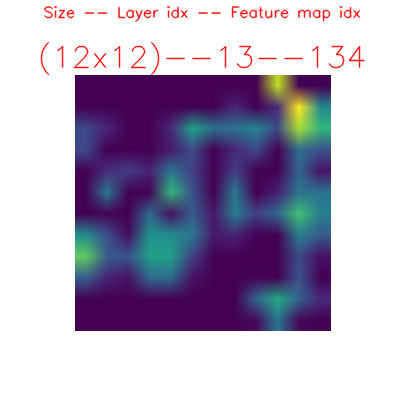 Size -- Layer idx -- Feature map idx
(12x12)--13--134